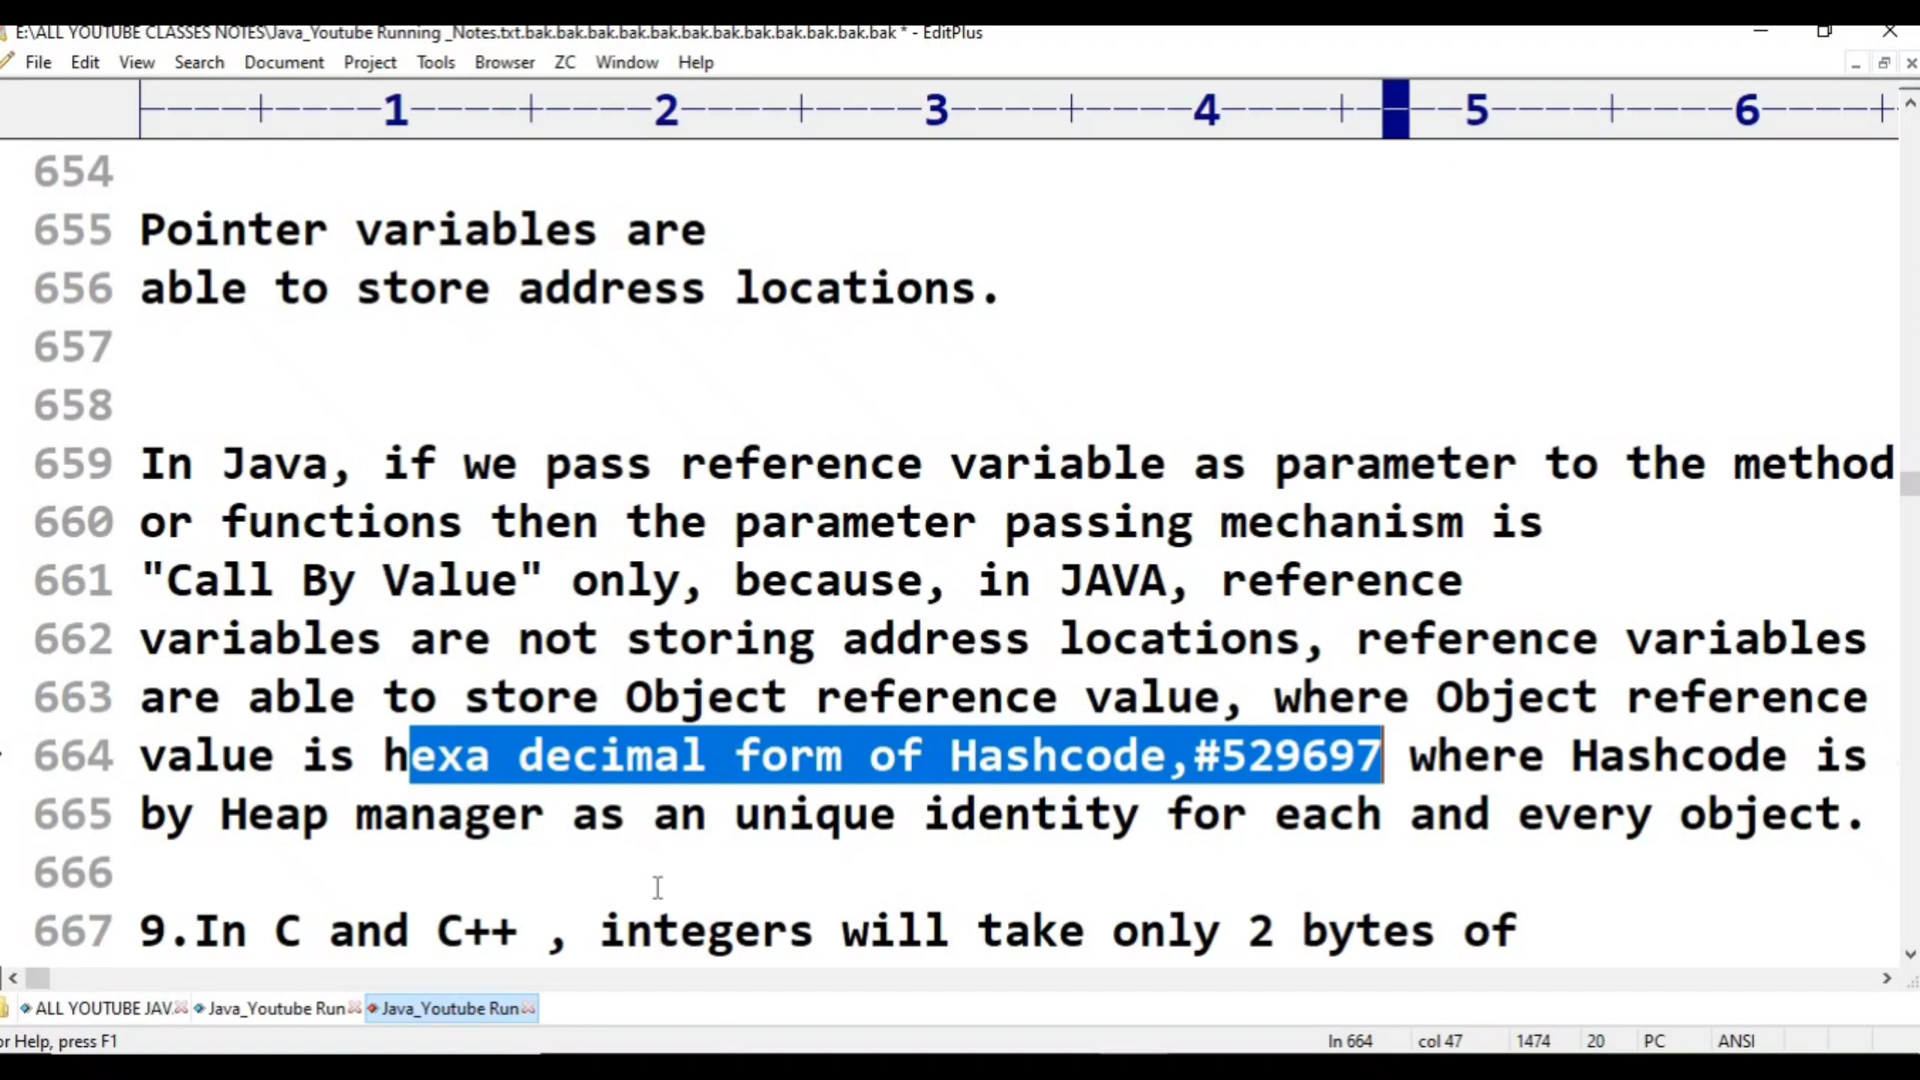 E:\ALL YOUTUBE CLASSES NOTES\Java_Youtube Running _Notes.txt.bak.bak.bak.bak.bak.bak.bak.bak.bak.bak.bak.bak * - EditPlus
File Edit View Search Document Project Tools Browser ZC Window Help
1 2 3 4 5 6
654
655 Pointer variables are
656 able to store address locations.
657
658
659 In Java, if we pass reference variable as parameter to the method
660 or functions then the parameter passing mechanism is
661 "Call By Value" only, because, in JAVA, reference
662 variables are not storing address locations, reference variables
663 are able to store Object reference value, where Object reference
664 value is hexa decimal form of Hashcode,#529697 where Hashcode is
665 by Heap manager as an unique identity for each and every object.
666
667 9.In C and C++ , integers will take only 2 bytes of
ALL YOUTUBE JAV Java_Youtube Run Java_Youtube Run
or Help, press F1 ln 664 col 47 1474 20 PC ANSI